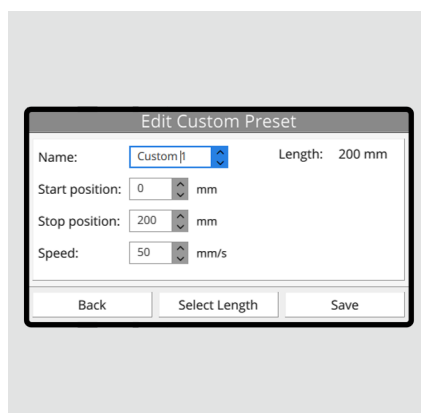 Edit Custom Preset
Name: Custom 1 Length: 200 mm
Start position: 0 mm
Stop position: 200 mm
Speed: 50 mm/s
Back Select Length Save